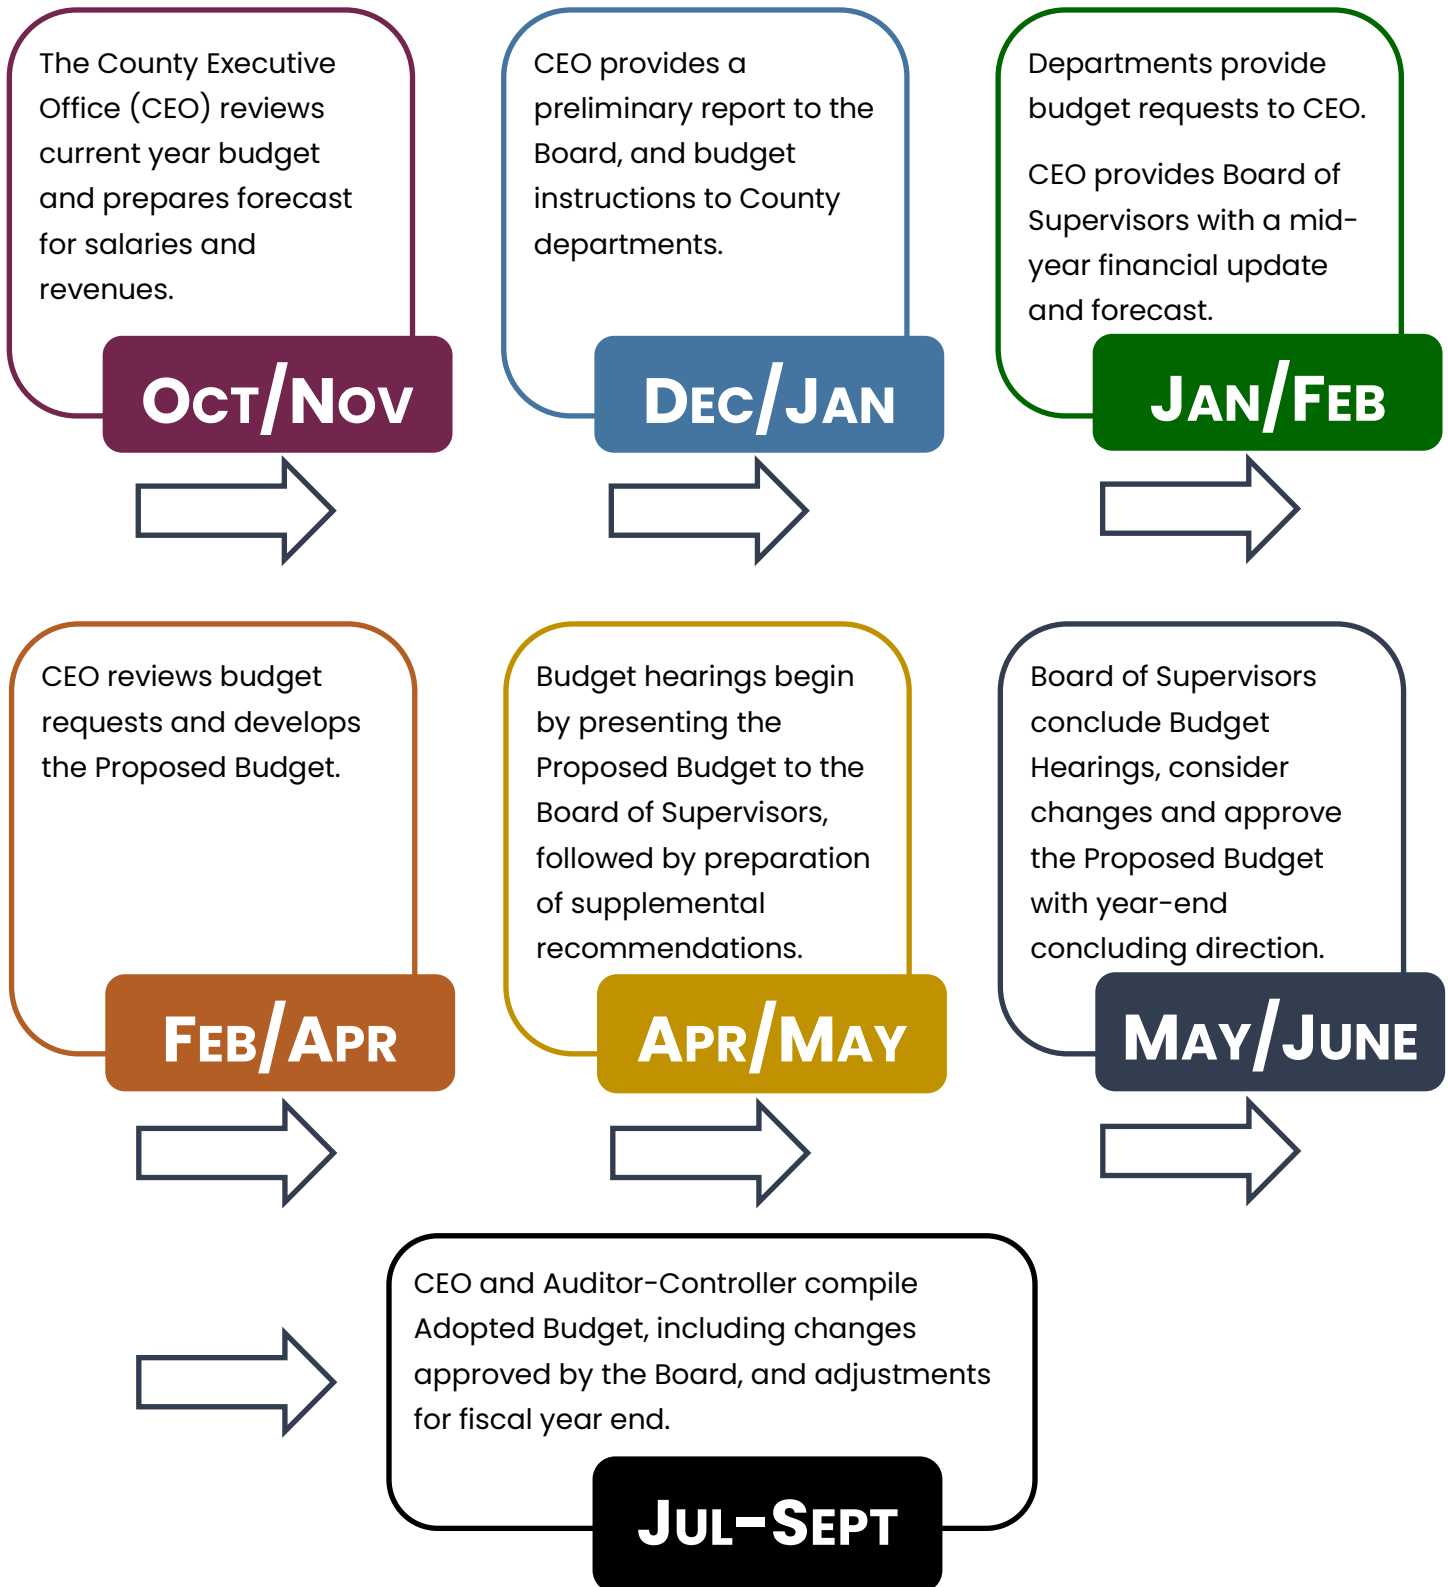 The County Executive
Office (CEO) reviews
current year budget
and prepares forecast
for salaries and
revenues.
OCT/NOV
CEO provides a
preliminary report to the
Board, and budget
instructions to County
departments.
DEC/JAN
Departments provide
budget requests to CEO.
CEO provides Board of
Supervisors with a mid-
year financial update
and forecast.
JAN/FEB
CEO reviews budget
requests and develops
the Proposed Budget.
FEB/APR
Budget hearings begin
by presenting the
Proposed Budget to the
Board of Supervisors,
followed by preparation
of supplemental
recommendations.
APR/MAY
Board of Supervisors
conclude Budget
Hearings, consider
changes and approve
the Proposed Budget
with year-end
concluding direction.
MAY/JUNE
CEO and Auditor-Controller compile
Adopted Budget, including changes
approved by the Board, and adjustments
for fiscal year end.
JUL-SEPT